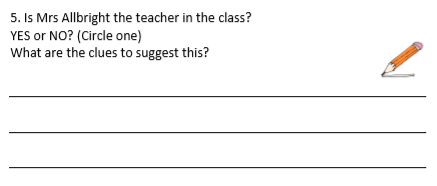 5. Is Mrs Allbright the teacher in the class?
YES or NO? (Circle one)
What are the clues to suggest this?